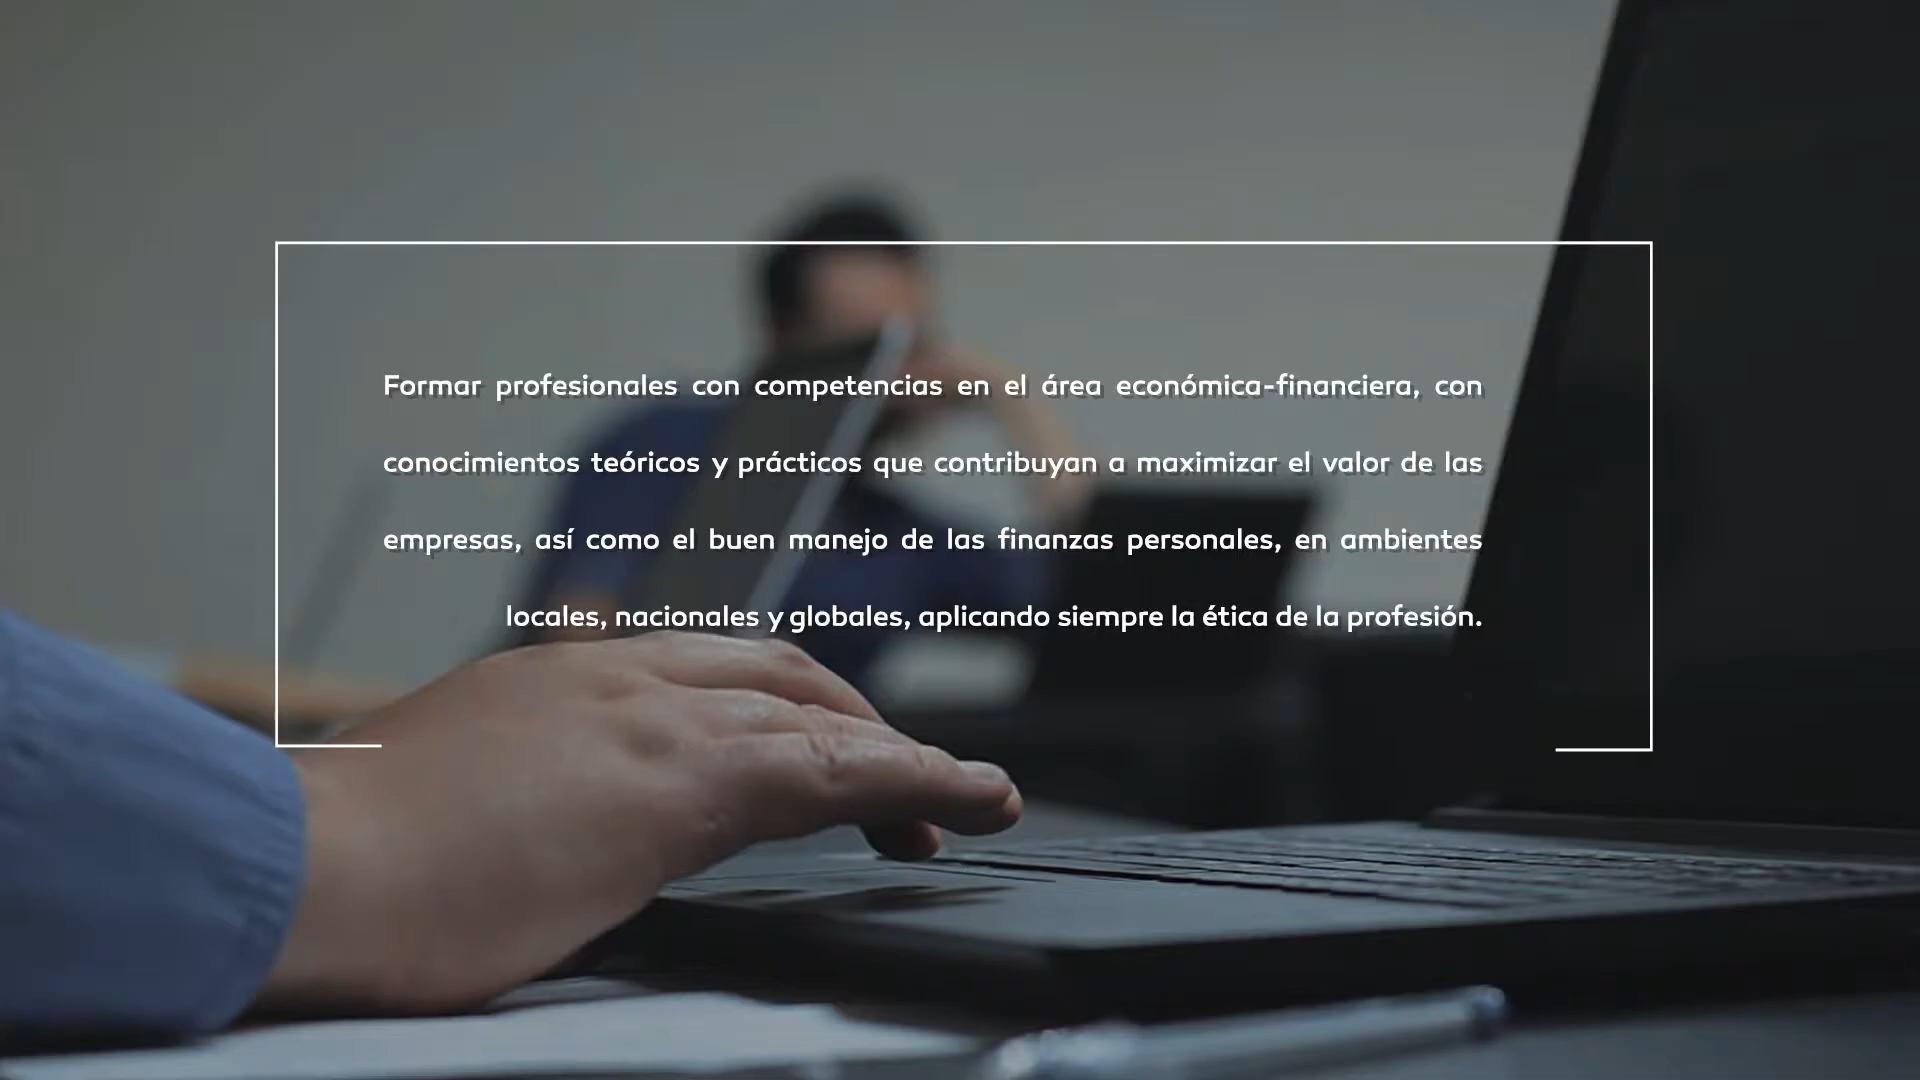 Formar profesionales con competencias en el área económica-financiera, con
conocimientos teóricos y prácticos que contribuyan a maximizar el valor de las
empresas, así como el buen manejo de las finanzas personales, en ambientes
locales, nacionales y globales, aplicando siempre la ética de la profesión.